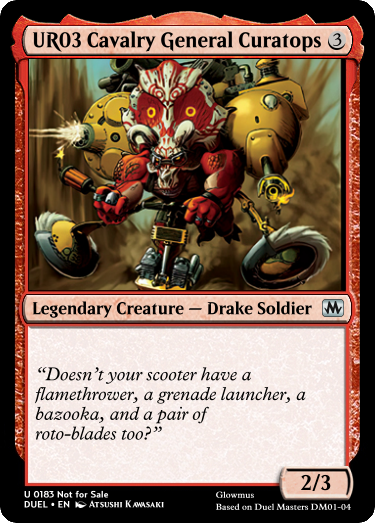 UR03 Cavalry General Curatops 3
Legendary Creature — Drake Soldier M
“Doesn’t your scooter have a
flamethrower, a grenade launcher, a
bazooka, and a pair of
roto-blades too?”
2/3
U 0183 Not for Sale
DUEL • EN Atsushi Kawasaki
Glowmus
Based on Duel Masters DM01-04